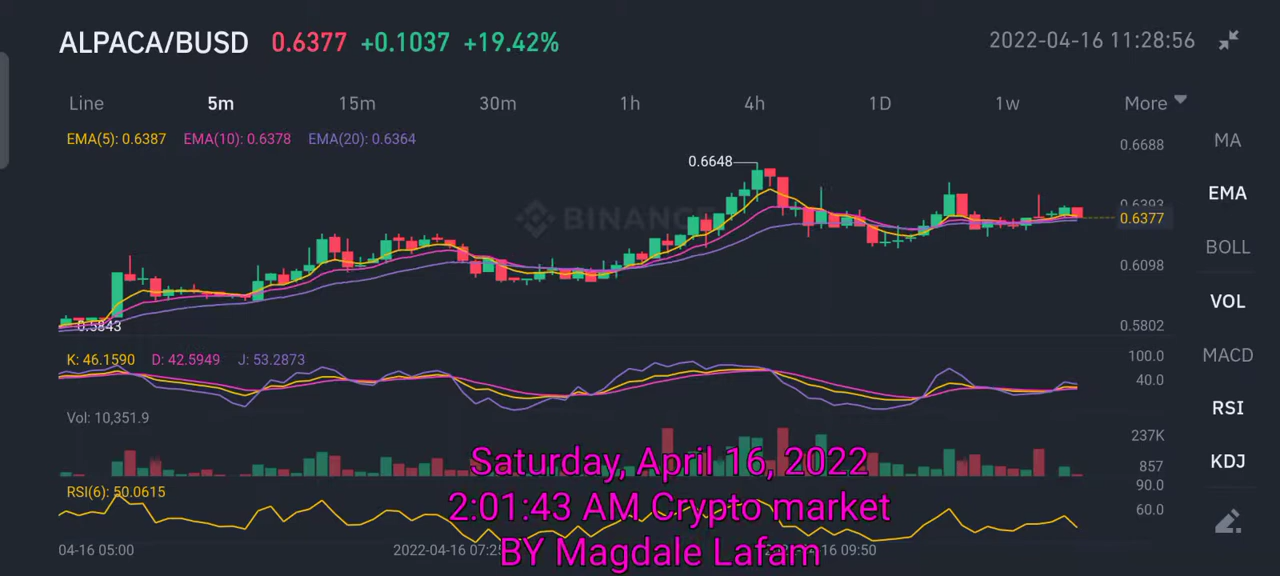 ALPACA/BUSD 0.6377 +0.1037 +19.42% 2022-04-16 11:28:56
Line 5m 15m 30m 1h 4h 1D 1w More
EMA(5): 0.6387 EMA(10): 0.6378 EMA(20): 0.6364
0.6688
MA
0.6648
EMA
0.6393
0.6377
BINANCE
BOLL
0.6098
VOL
0.5843
0.5802
K: 46.1590 D: 42.5949 J: 53.2873
100.0
MACD
40.0
RSI
Vol: 10,351.9
237K
KDJ
857
Saturday, April 16, 2022
2:01:43 AM Crypto market
BY Magdale Lafam
RSI(6): 50.0615
90.0
60.0
04-16 05:00 2022-04-16 07:25 09:50